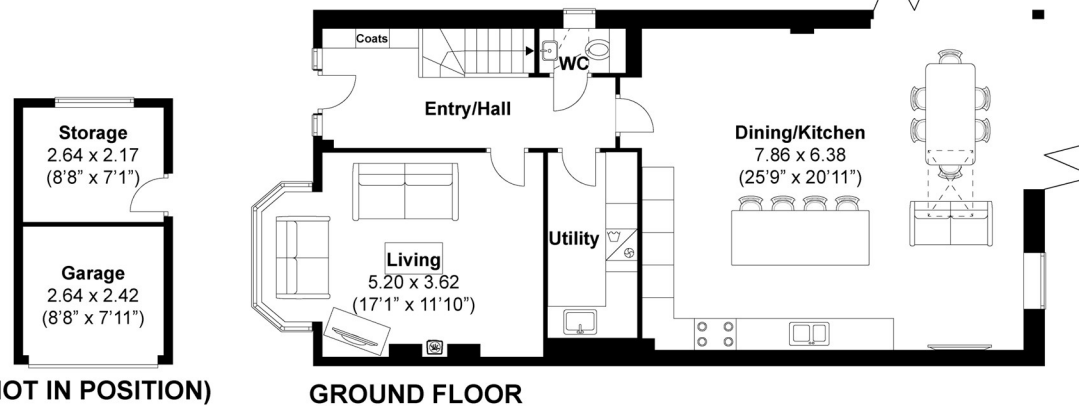 Coats
WC
Entry/Hall
Storage
2.64 x 2.17
(8'8" x 7'1")
Dining/Kitchen
7.86 x 6.38
(25'9" x 20'11")
Utility
Living
5.20 x 3.62
(17'1" x 11'10")
Garage
2.64 x 2.42
(8'8" x 7'11")
OT IN POSITION)
GROUND FLOOR